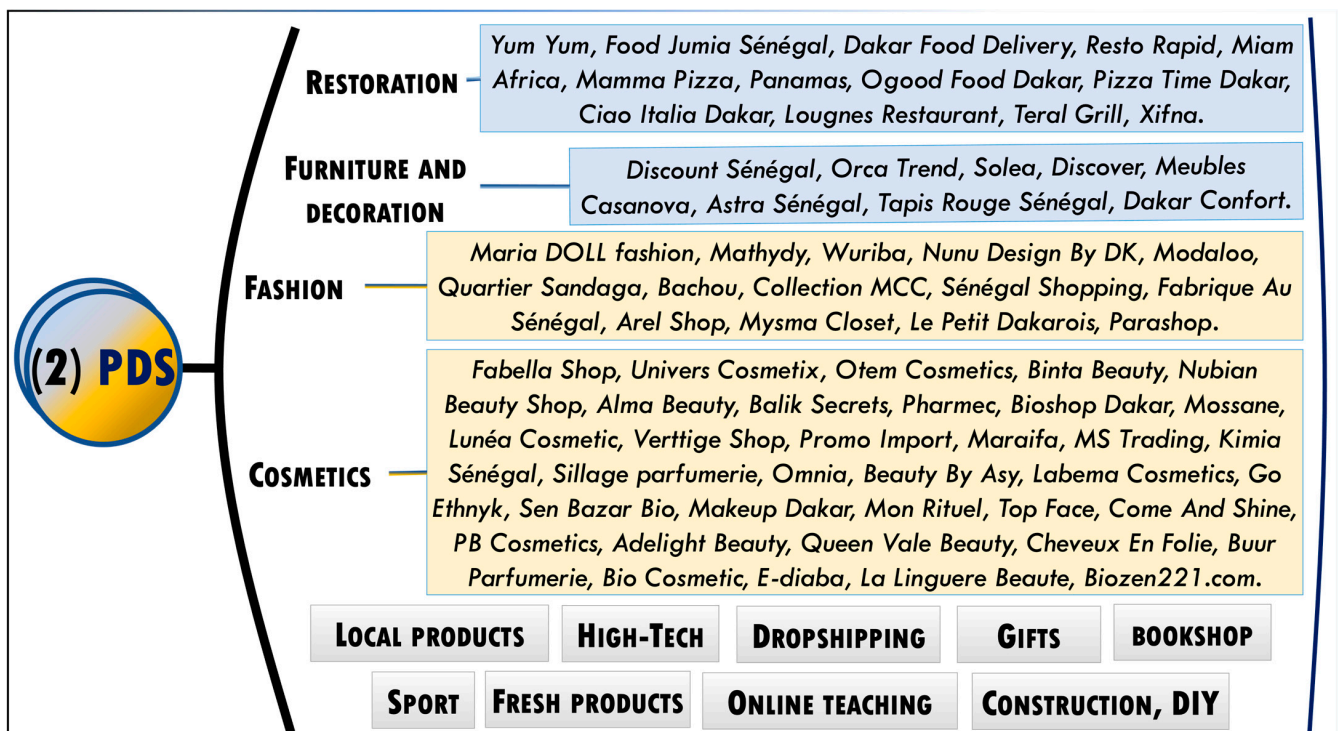 RESTORATION
Yum Yum, Food Jumia Sénégal, Dakar Food Delivery, Resto Rapid, Miam
Africa, Mamma Pizza, Panamas, Ogood Food Dakar, Pizza Time Dakar,
Ciao Italia Dakar, Lougnes Restaurant, Teral Grill, Xifna.
FURNITURE AND
DECORATION
Discount Sénégal, Orca Trend, Solea, Discover, Meubles
Casanova, Astra Sénégal, Tapis Rouge Sénégal, Dakar Confort.
FASHION
Maria DOLL fashion, Mathydy, Wuriba, Nunu Design By DK, Modaloo,
Quartier Sandaga, Bachou, Collection MCC, Sénégal Shopping, Fabrique Au
Sénégal, Arel Shop, Mysma Closet, Le Petit Dakarois, Parashop.
(2) PDS
COSMETICS
Fabella Shop, Univers Cosmetix, Otem Cosmetics, Binta Beauty, Nubian
Beauty Shop, Alma Beauty, Balik Secrets, Pharmec, Bioshop Dakar, Mossane,
Lunéa Cosmetic, Verttige Shop, Promo Import, Maraifa, MS Trading, Kimia
Sénégal, Sillage parfumerie, Omnia, Beauty By Asy, Labema Cosmetics, Go
Ethnyk, Sen Bazar Bio, Makeup Dakar, Mon Rituel, Top Face, Come And Shine,
PB Cosmetics, Adelight Beauty, Queen Vale Beauty, Cheveux En Folie, Buur
Parfumerie, Bio Cosmetic, E-diaba, La Linguere Beaute, Biozen221.com.
LOCAL PRODUCTS
HIGH-TECH
DROPSHIPPING
GIFTS
BOOKSHOP
SPORT
FRESH PRODUCTS
ONLINE TEACHING
CONSTRUCTION, DIY